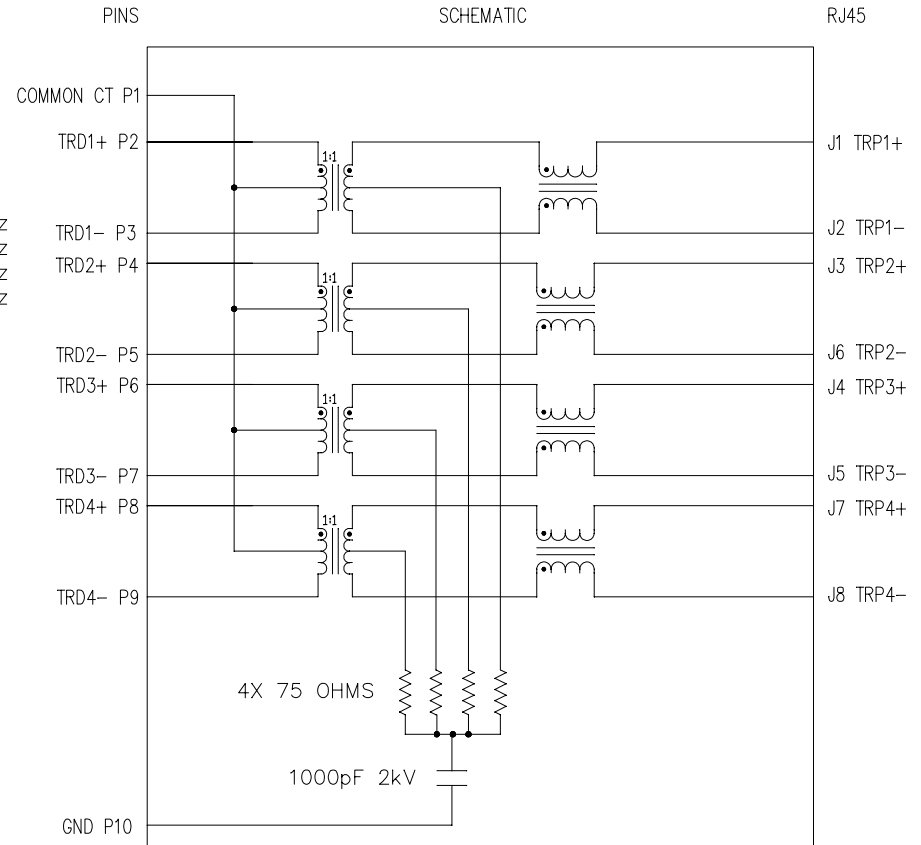 PINS SCHEMATIC RJ45
COMMON CT P1
TRD1+ P2 J1 TRP1+
1:1
TRD1- P3 J2 TRP1-
Z
TRD2+ P4 J3 TRP2+
Z
1:1
Z
Z
TRD2- P5 J6 TRP2-
TRD3+ P6 J4 TRP3+
1:1
TRD3- P7 J5 TRP3-
TRD4+ P8 J7 TRP4+
1:1
TRD4- P9 J8 TRP4-
4X 75 OHMS
1000pF 2kV
GND P10